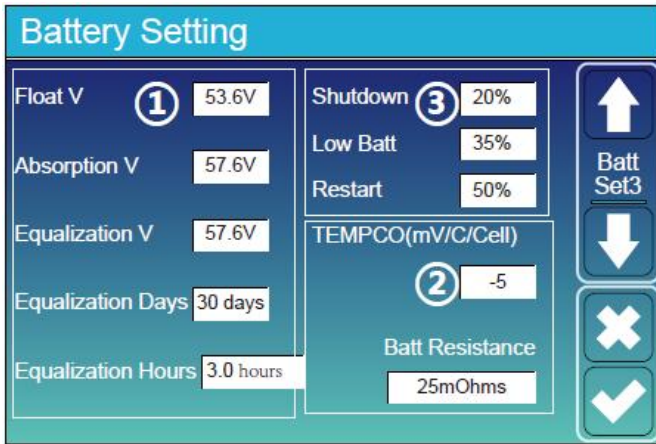 Battery Setting
Float V ① 53.6V
Absorption V 57.6V
Equalization V 57.6V
Equalization Days 30 days
Equalization Hours 3.0 hours
Shutdown ③ 20%
Low Batt 35%
Restart 50%
TEMPCO(mV/C/Cell)
② -5
Batt Resistance
25mOhms
Batt
Set3